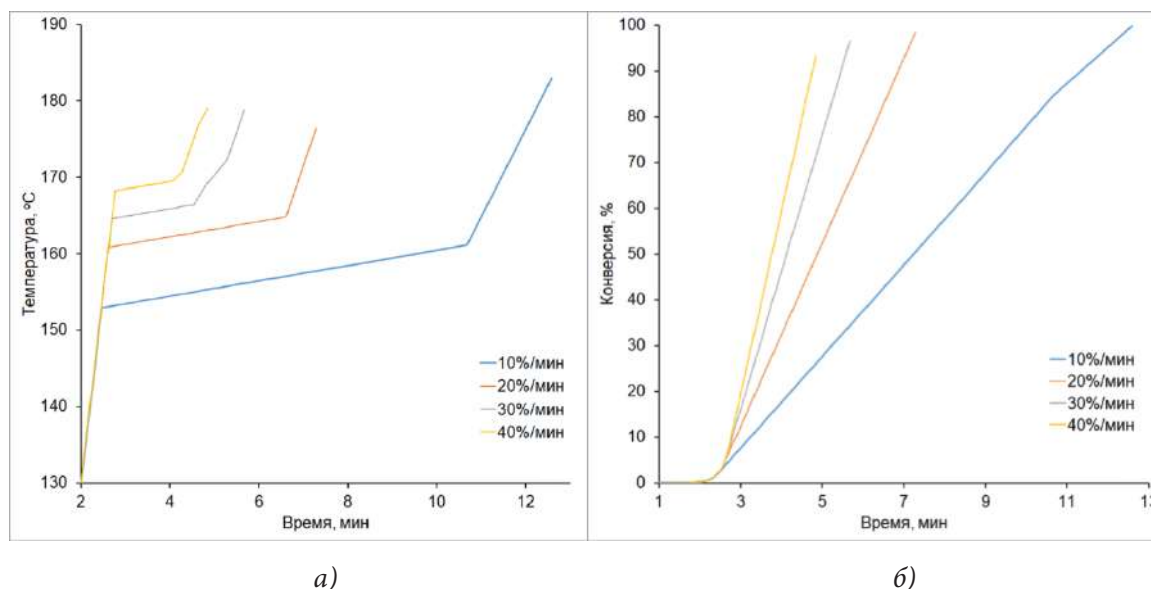 190
180
170
160
150
140
130
Температура, ºC
2
4
6
8
10
12
Время, мин
10%/мин
20%/мин
30%/мин
40%/мин
а)
100
90
80
70
60
50
40
30
20
10
0
Конверсия, %
1
3
5
7
9
11
13
Время, мин
10%/мин
20%/мин
30%/мин
40%/мин
б)